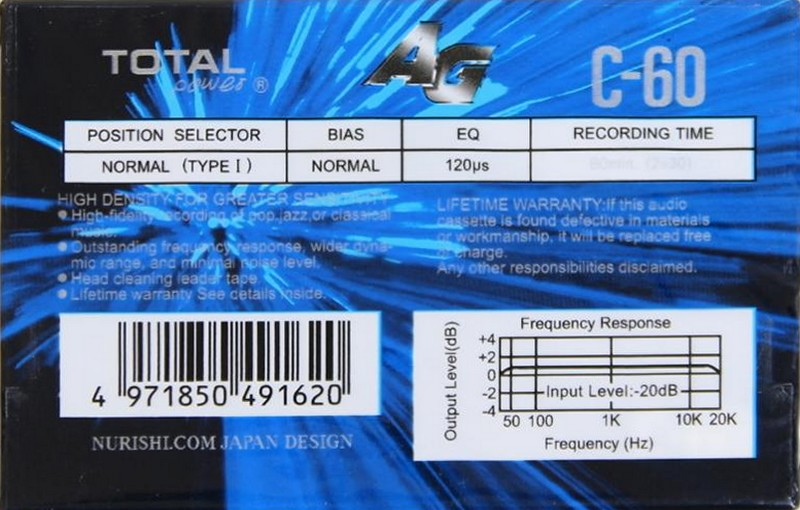 TOTAL
power®
AG
C-60
POSITION SELECTOR BIAS EQ RECORDING TIME
NORMAL (TYPE I) NORMAL 120μs 60min. (2x30)
HIGH DENSITY FOR GREATER SENSITIVITY
● High-fidelity recording of pop,jazz,or classical
music.
● Outstanding frequency response, wider dyna-
mic range, and minimal noise level.
● Head cleaning leader tape.
● Lifetime warranty See details inside.
LIFETIME WARRANTY:If this audio
cassette is found defective in materials
or workmanship, it will be replaced free
of charge.
Any other responsibilities disclaimed.
4 971850 491620
NURISHI.COM JAPAN DESIGN
Frequency Response
Output Level(dB)
+4
+2
0
-2
-4
Input Level:-20dB
50 100 1K 10K 20K
Frequency (Hz)